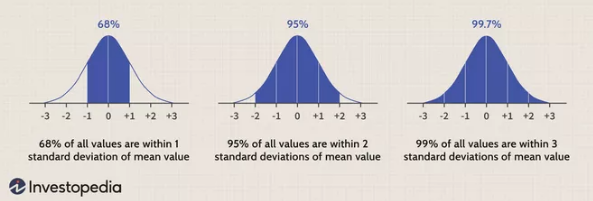 68%
95%
99.7%
-3 -2 -1 0 +1 +2 +3
-3 -2 -1 0 +1 +2 +3
-3 -2 -1 0 +1 +2 +3
68% of all values are within 1
standard deviation of mean value
95% of all values are within 2
standard deviations of mean value
99% of all values are within 3
standard deviations of mean value
Investopedia